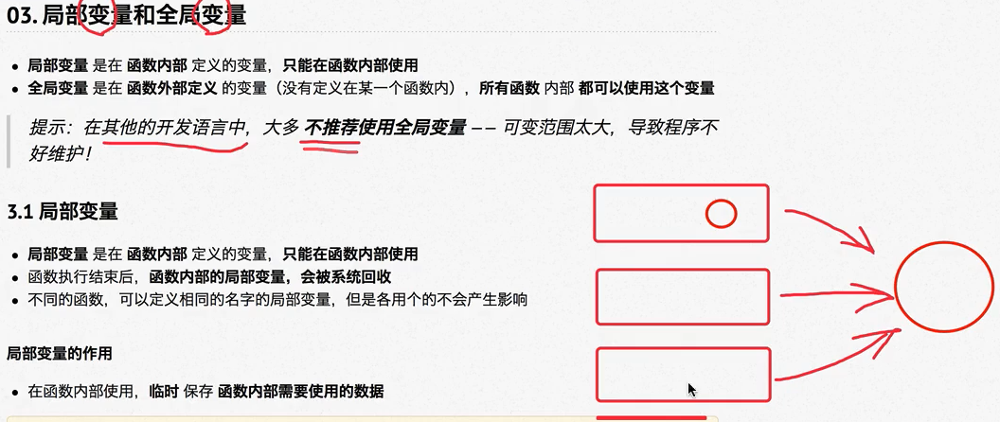 03. 局部变量和全局变量
• 局部变量 是在 函数内部 定义的变量，只能在函数内部使用
• 全局变量 是在 函数外部定义 的变量（没有定义在某一个函数内），所有函数 内部 都可以使用这个变量
提示：在其他的开发语言中，大多 不推荐使用全局变量 —— 可变范围太大，导致程序不
好维护！
3.1 局部变量
• 局部变量 是在 函数内部 定义的变量，只能在函数内部使用
• 函数执行结束后，函数内部的局部变量，会被系统回收
• 不同的函数，可以定义相同的名字的局部变量，但是各用个的不会产生影响
局部变量的作用
• 在函数内部使用，临时 保存 函数内部需要使用的数据